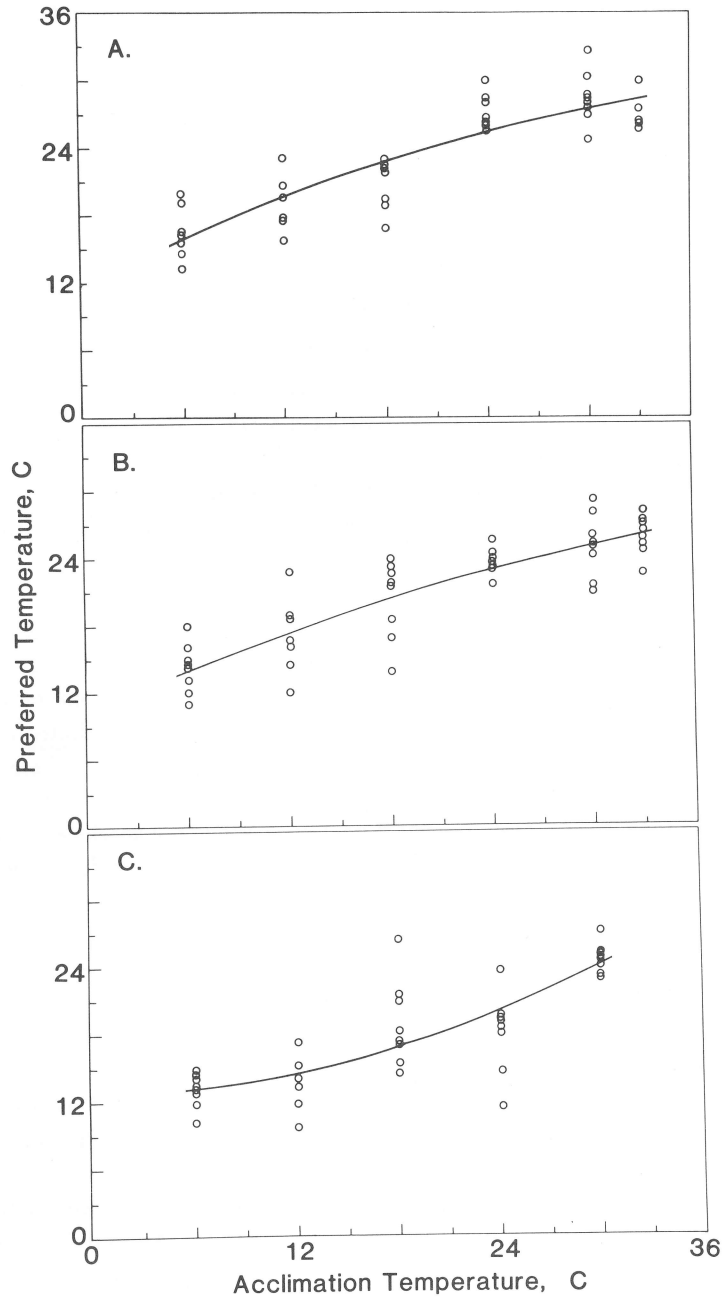 36
A.
24
12
0
B.
24
12
0
C.
24
12
0
0 12 24 36
Preferred Temperature, C
Acclimation Temperature, C